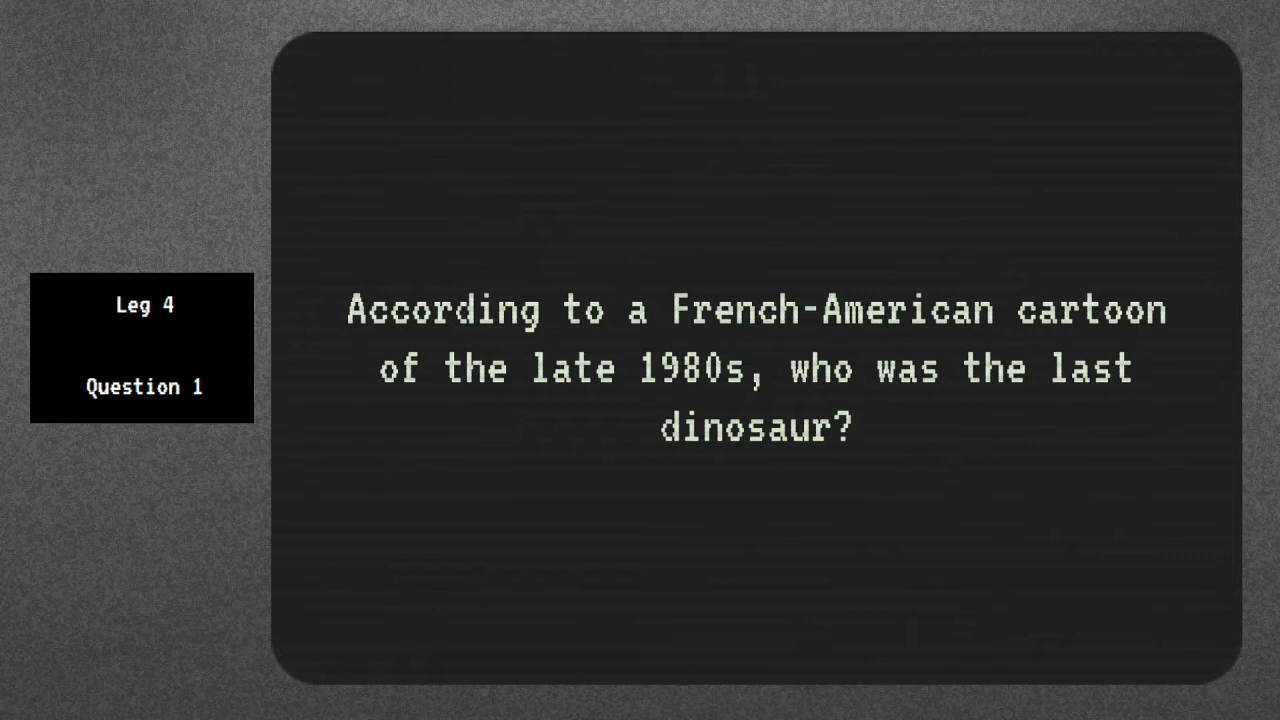 Leg 4
Question 1
According to a French-American cartoon
of the late 1980s, who was the last
dinosaur?